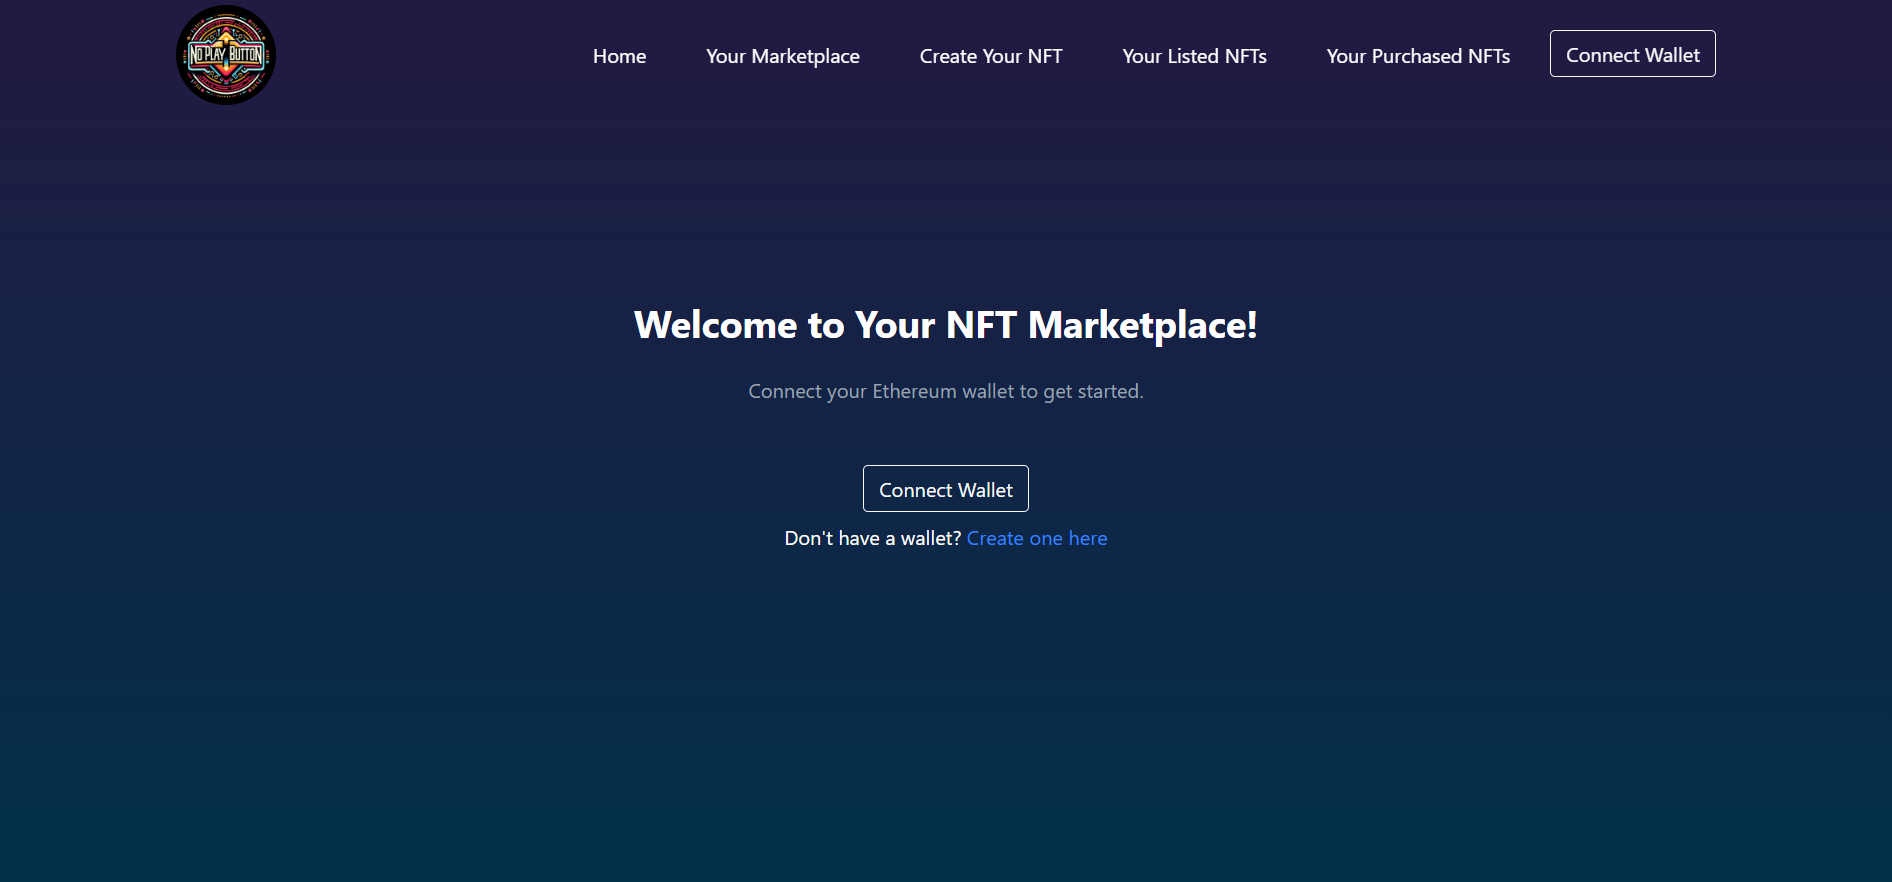 NO PLAY BUTTON
Home
Your Marketplace
Create Your NFT
Your Listed NFTs
Your Purchased NFTs
Connect Wallet
Welcome to Your NFT Marketplace!
Connect your Ethereum wallet to get started.
Connect Wallet
Don't have a wallet? Create one here